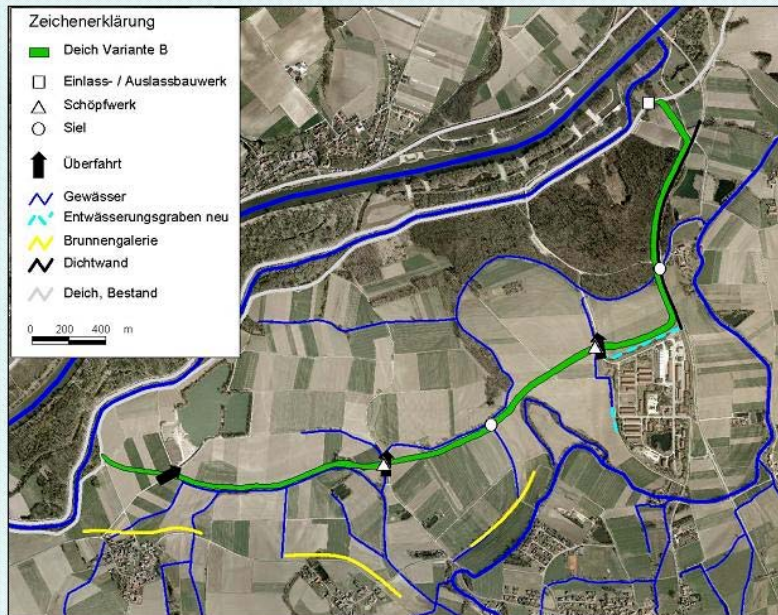 Zeichenerklärung
Deich Variante B
Einlass- / Auslassbauwerk
Schöpfwerk
Siel
Überfahrt
Gewässer
Entwässerungsgraben neu
Brunnengalerie
Dichtwand
Deich, Bestand
0 200 400 m